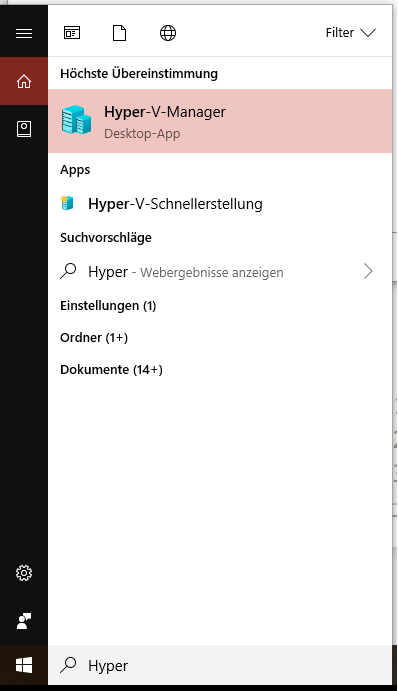 Filter
Höchste Übereinstimmung
Hyper-V-Manager
Desktop-App
Apps
Hyper-V-Schnellerstellung
Suchvorschläge
Hyper - Webergebnisse anzeigen
Einstellungen (1)
Ordner (1+)
Dokumente (14+)
Hyper